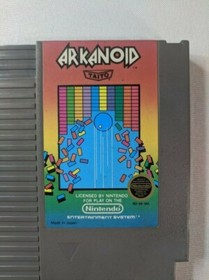 ARKANOID
TAITO
LICENSED BY NINTENDO
FOR PLAY ON THE
Nintendo
ENTERTAINMENT SYSTEM